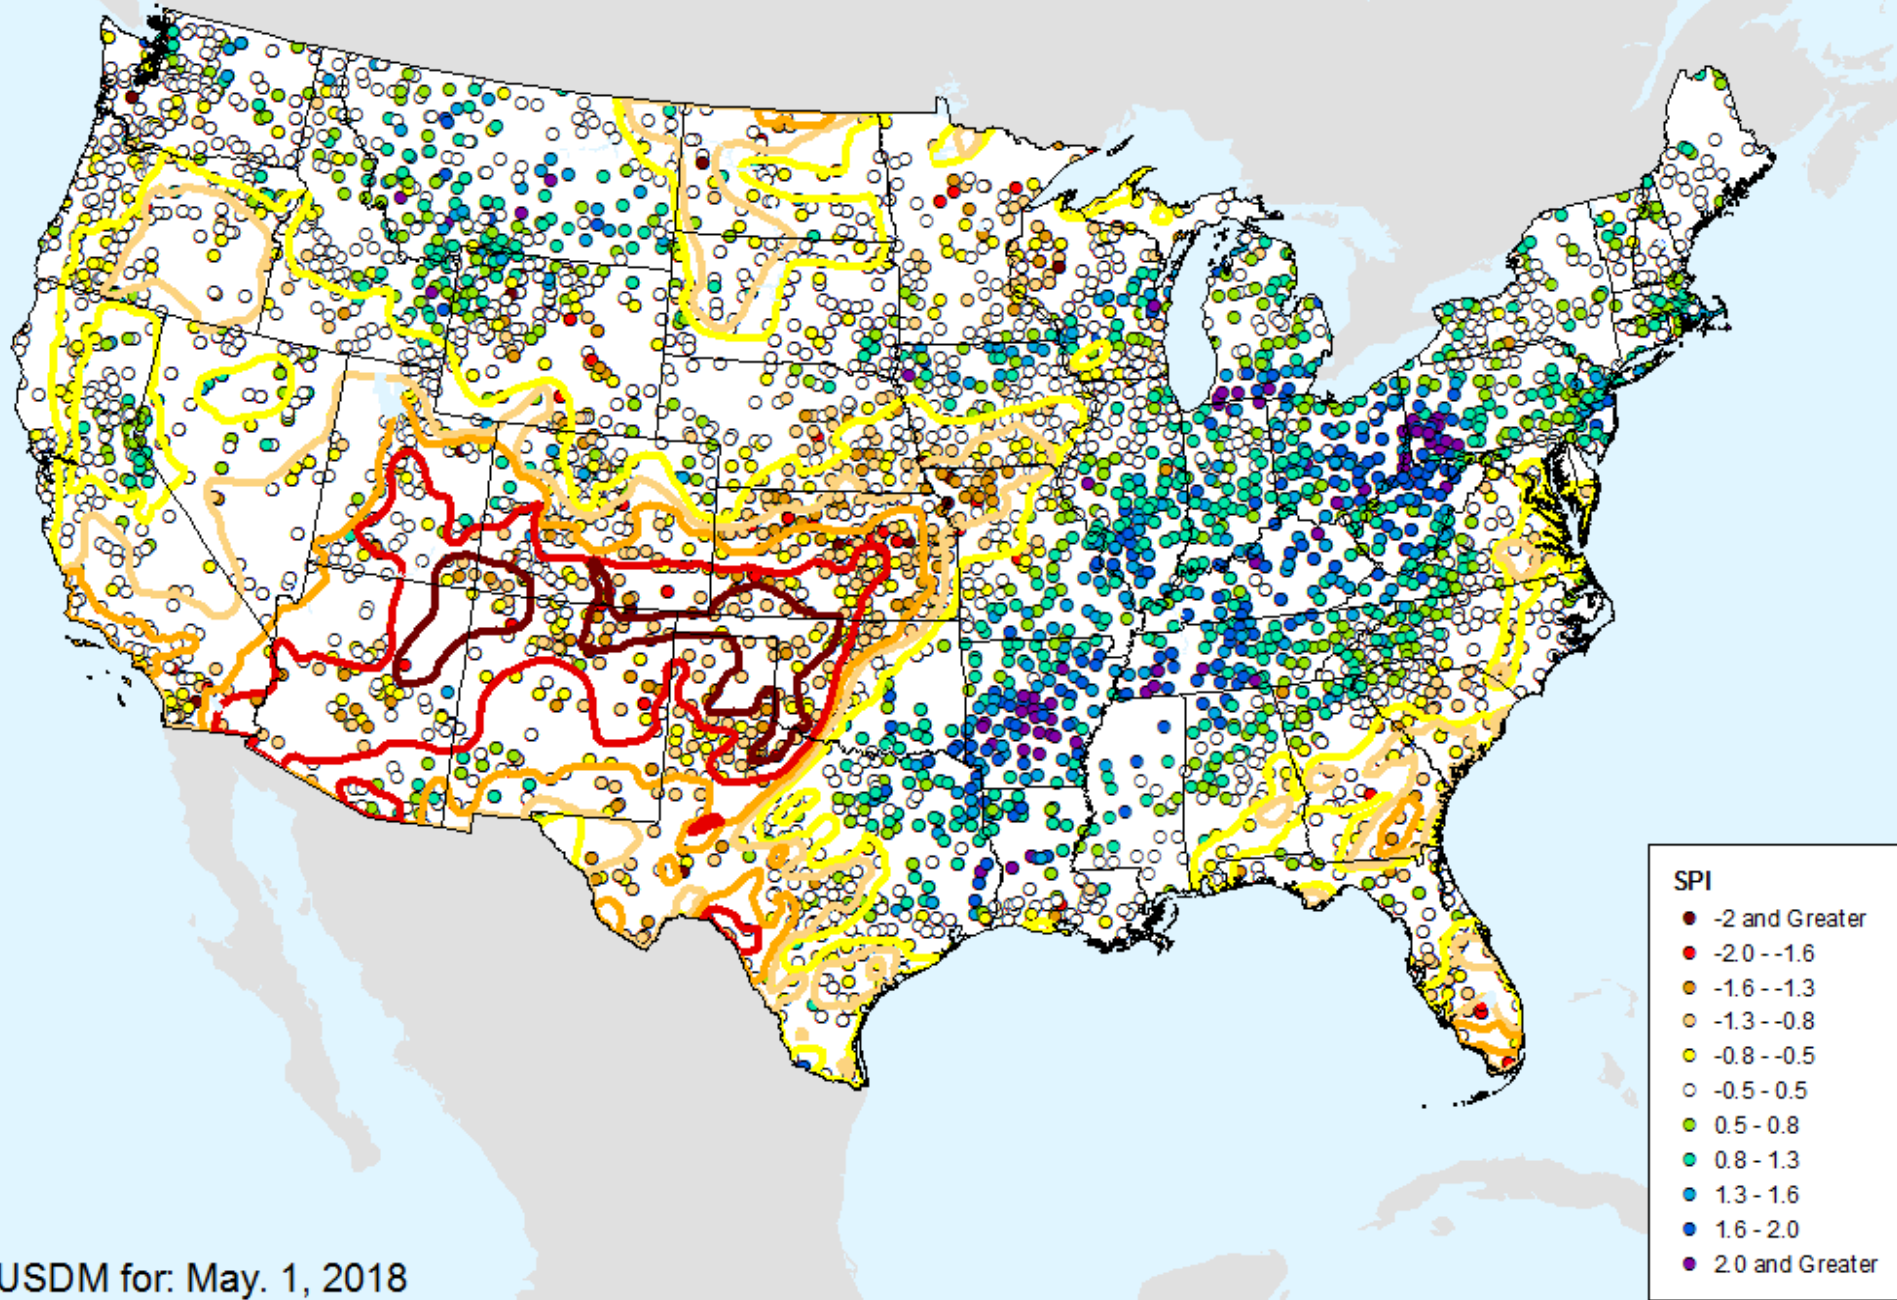 SPI
-2 and Greater
-2.0 - -1.6
-1.6 - -1.3
-1.3 - -0.8
-0.8 - -0.5
-0.5 - 0.5
0.5 - 0.8
0.8 - 1.3
1.3 - 1.6
1.6 - 2.0
2.0 and Greater
USDM for: May. 1, 2018